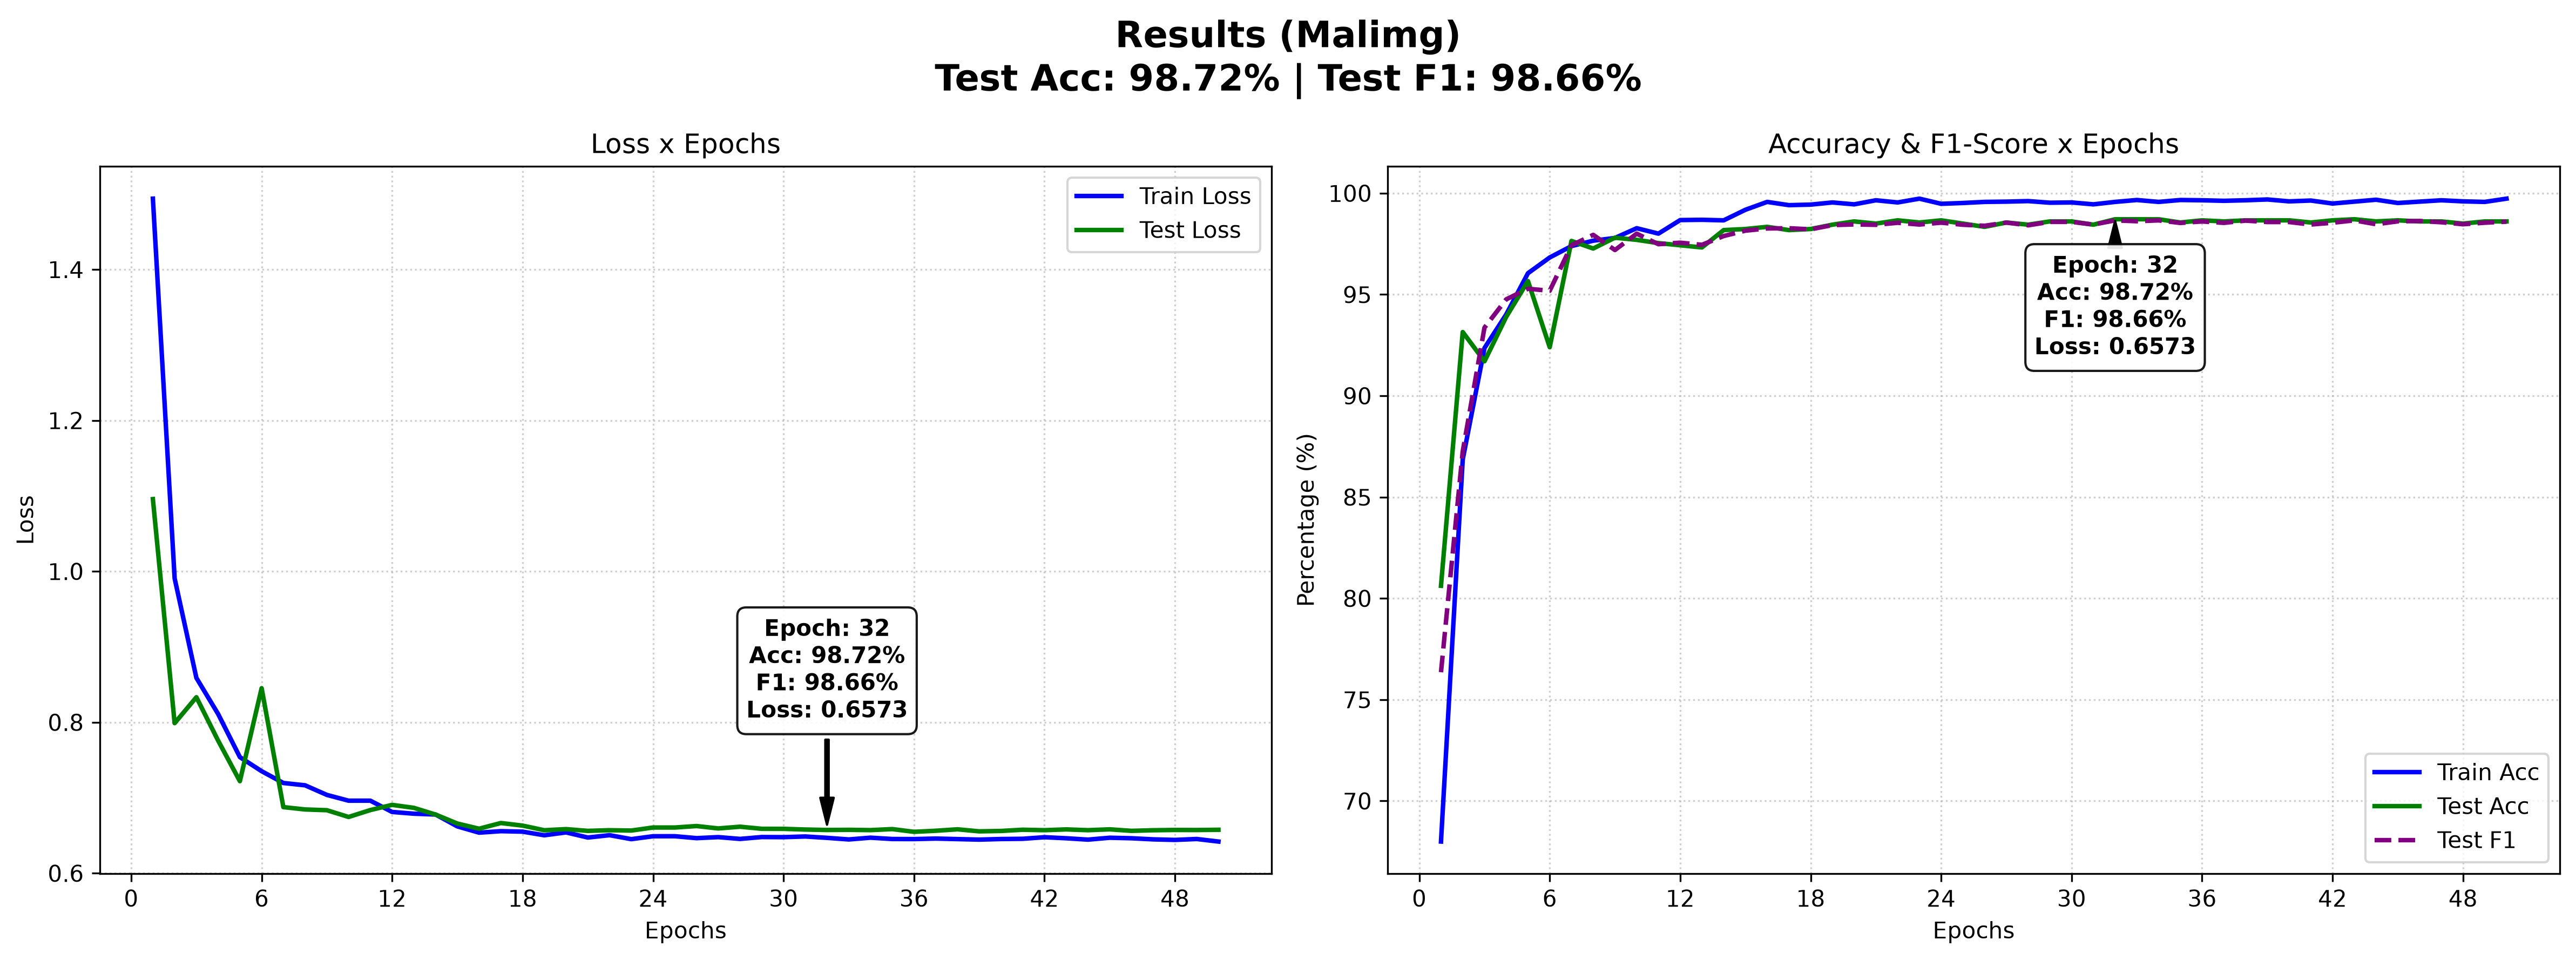 Results (Malimg)
Test Acc: 98.72% | Test F1: 98.66%
Loss x Epochs
Loss
1.4
1.2
1.0
0.8
0.6
0 6 12 18 24 30 36 42 48
Epochs
Train Loss
Test Loss
Epoch: 32
Acc: 98.72%
F1: 98.66%
Loss: 0.6573
Accuracy & F1-Score x Epochs
Percentage (%)
100
95
90
85
80
75
70
0 6 12 18 24 30 36 42 48
Epochs
Epoch: 32
Acc: 98.72%
F1: 98.66%
Loss: 0.6573
Train Acc
Test Acc
Test F1